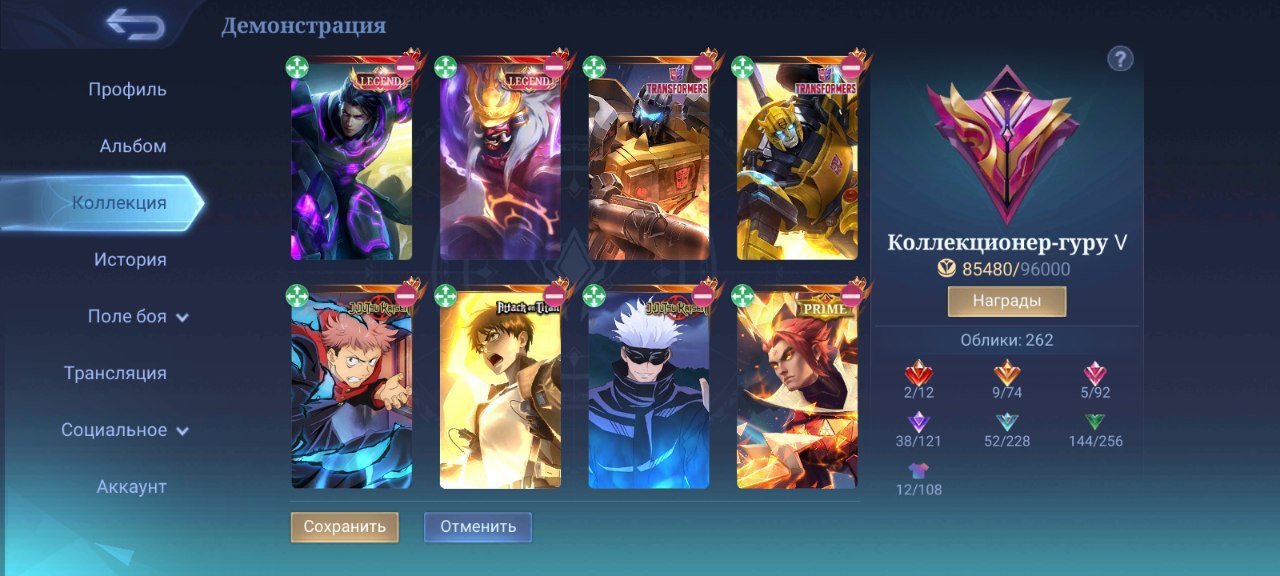 Демонстрация
Профиль
Альбом
Коллекция
История
Поле боя
Трансляция
Социальное
Аккаунт
LEGEND
LEGEND
TRANSFORMERS
TRANSFORMERS
JUJUTSU KAISEN
Attack on Titan
JUJUTSU KAISEN
PRIME
Сохранить
Отменить
?
Коллекционер-гуру V
85480/96000
Награды
Облики: 262
2/12
9/74
5/92
38/121
52/228
144/256
12/108